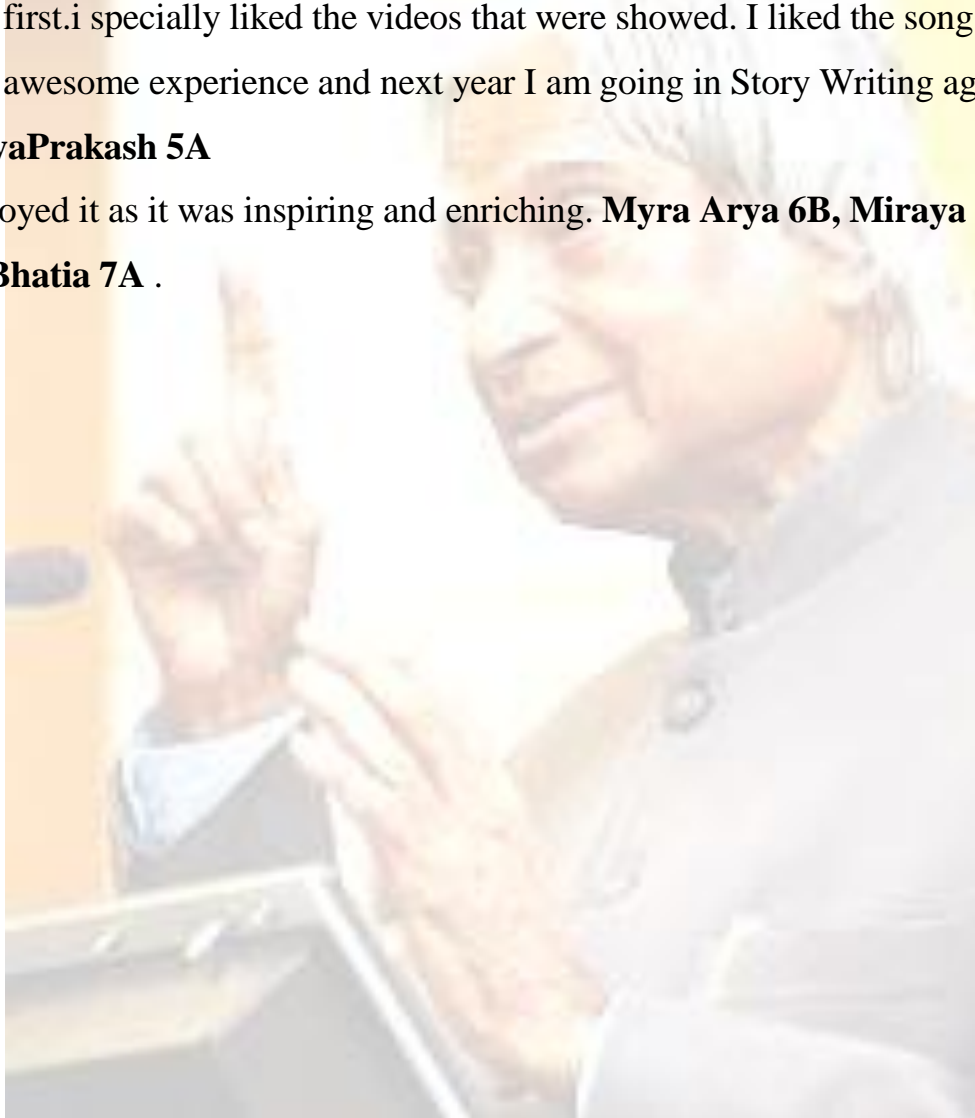 first.i specially liked the videos that were showed. I liked the song
awesome experience and next year I am going in Story Writing ag
yaPrakash 5A
oyed it as it was inspiring and enriching. Myra Arya 6B, Miraya
Bhatia 7A .